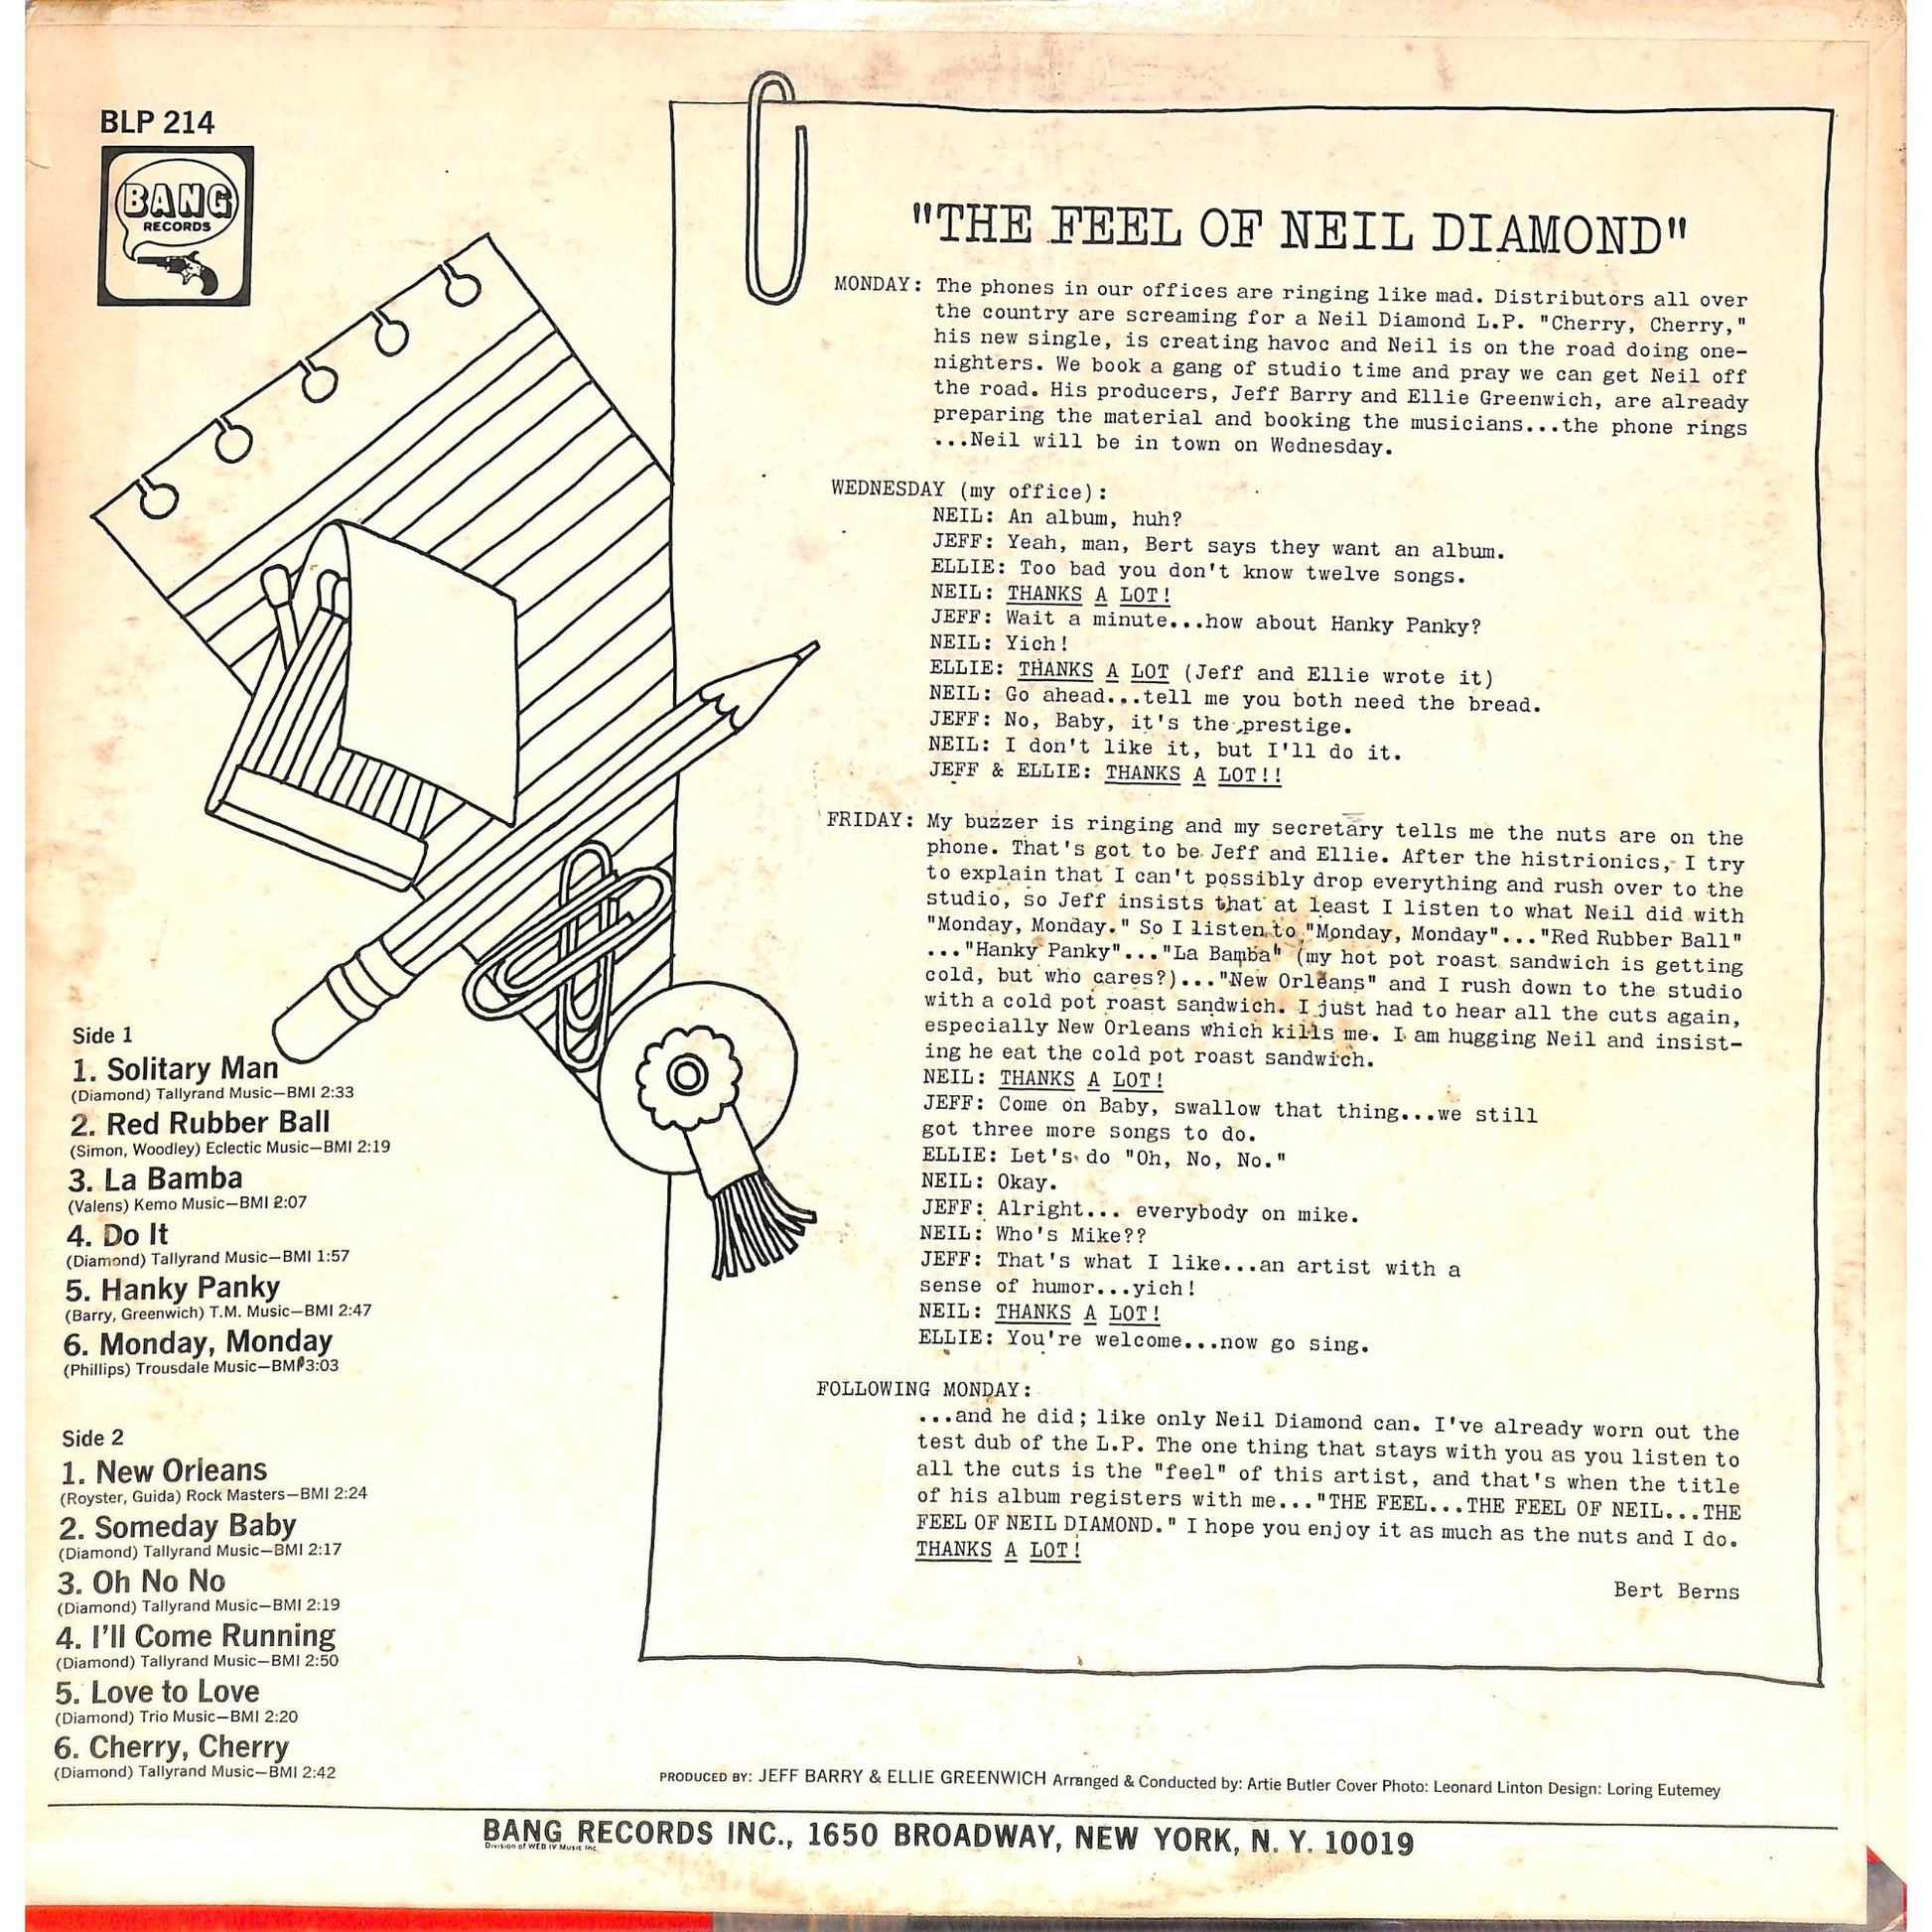 BLP 214
BANG
RECORDS
"THE FEEL OF NEIL DIAMOND"
MONDAY: The phones in our offices are ringing like mad. Distributors all over
the country are screaming for a Neil Diamond L.P. "Cherry, Cherry,"
his new single, is creating havoc and Neil is on the road doing one-
nighters. We book a gang of studio time and pray we can get Neil off
the road. His producers, Jeff Barry and Ellie Greenwich, are already
preparing the material and booking the musicians...the phone rings
...Neil will be in town on Wednesday.
WEDNESDAY (my office):
NEIL: An album, huh?
JEFF: Yeah, man, Bert says they want an album.
ELLIE: Too bad you don't know twelve songs.
NEIL: THANKS A LOT!
JEFF: Wait a minute...how about Hanky Panky?
NEIL: Yich!
ELLIE: THANKS A LOT (Jeff and Ellie wrote it)
NEIL: Go ahead...tell me you both need the bread.
JEFF: No, Baby, it's the prestige.
NEIL: I don't like it, but I'll do it.
JEFF & ELLIE: THANKS A LOT!!
FRIDAY: My buzzer is ringing and my secretary tells me the nuts are on the
phone. That's got to be Jeff and Ellie. After the histrionics, I try
to explain that I can't possibly drop everything and rush over to the
studio, so Jeff insists that at least I listen to what Neil did with
"Monday, Monday." So I listen to "Monday, Monday"..."Red Rubber Ball"
..."Hanky Panky"..."La Bamba" (my hot pot roast sandwich is getting
cold, but who cares?)..."New Orleans" and I rush down to the studio
with a cold pot roast sandwich. I just had to hear all the cuts again,
especially New Orleans which kills me. I am hugging Neil and insist-
ing he eat the cold pot roast sandwich.
NEIL: THANKS A LOT!
JEFF: Come on Baby, swallow that thing...we still
got three more songs to do.
ELLIE: Let's do "Oh, No, No."
NEIL: Okay.
JEFF: Alright... everybody on mike.
NEIL: Who's Mike??
JEFF: That's what I like...an artist with a
sense of humor...yich!
NEIL: THANKS A LOT!
ELLIE: You're welcome...now go sing.
FOLLOWING MONDAY:
...and he did; like only Neil Diamond can. I've already worn out the
test dub of the L.P. The one thing that stays with you as you listen to
all the cuts is the "feel" of this artist, and that's when the title
of his album registers with me..."THE FEEL...THE FEEL OF NEIL...THE
FEEL OF NEIL DIAMOND." I hope you enjoy it as much as the nuts and I do.
THANKS A LOT!
Bert Berns
Side 1
1. Solitary Man
(Diamond) Tallyrand Music—BMI 2:33
2. Red Rubber Ball
(Simon, Woodley) Eclectic Music—BMI 2:19
3. La Bamba
(Valens) Kemo Music—BMI 2:07
4. Do It
(Diamond) Tallyrand Music—BMI 1:57
5. Hanky Panky
(Barry, Greenwich) T.M. Music—BMI 2:47
6. Monday, Monday
(Phillips) Trousdale Music—BMI 3:03
Side 2
1. New Orleans
(Royster, Guida) Rock Masters—BMI 2:24
2. Someday Baby
(Diamond) Tallyrand Music—BMI 2:17
3. Oh No No
(Diamond) Tallyrand Music—BMI 2:19
4. I'll Come Running
(Diamond) Tallyrand Music—BMI 2:50
5. Love to Love
(Diamond) Trio Music—BMI 2:20
6. Cherry, Cherry
(Diamond) Tallyrand Music—BMI 2:42
PRODUCED BY: JEFF BARRY & ELLIE GREENWICH Arranged & Conducted by: Artie Butler Cover Photo: Leonard Linton Design: Loring Eutemey
BANG RECORDS INC., 1650 BROADWAY, NEW YORK, N. Y. 10019
Division of WEB IV Music Inc.